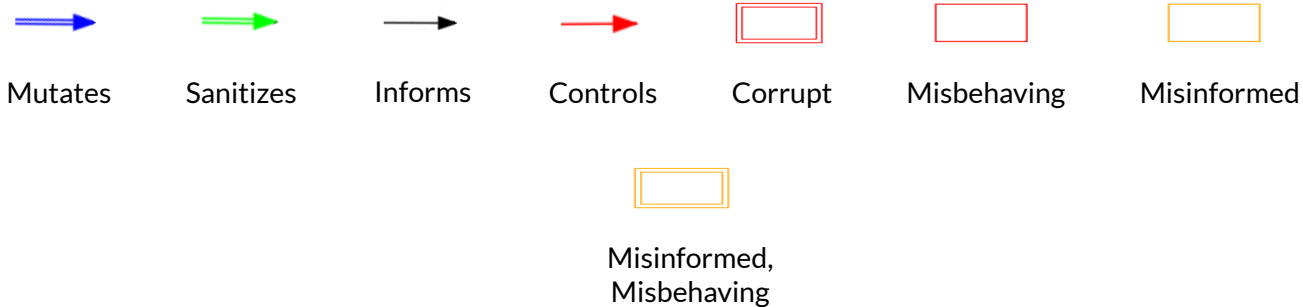 Mutates Sanitizes Informs Controls Corrupt Misbehaving Misinformed
Misinformed,
Misbehaving